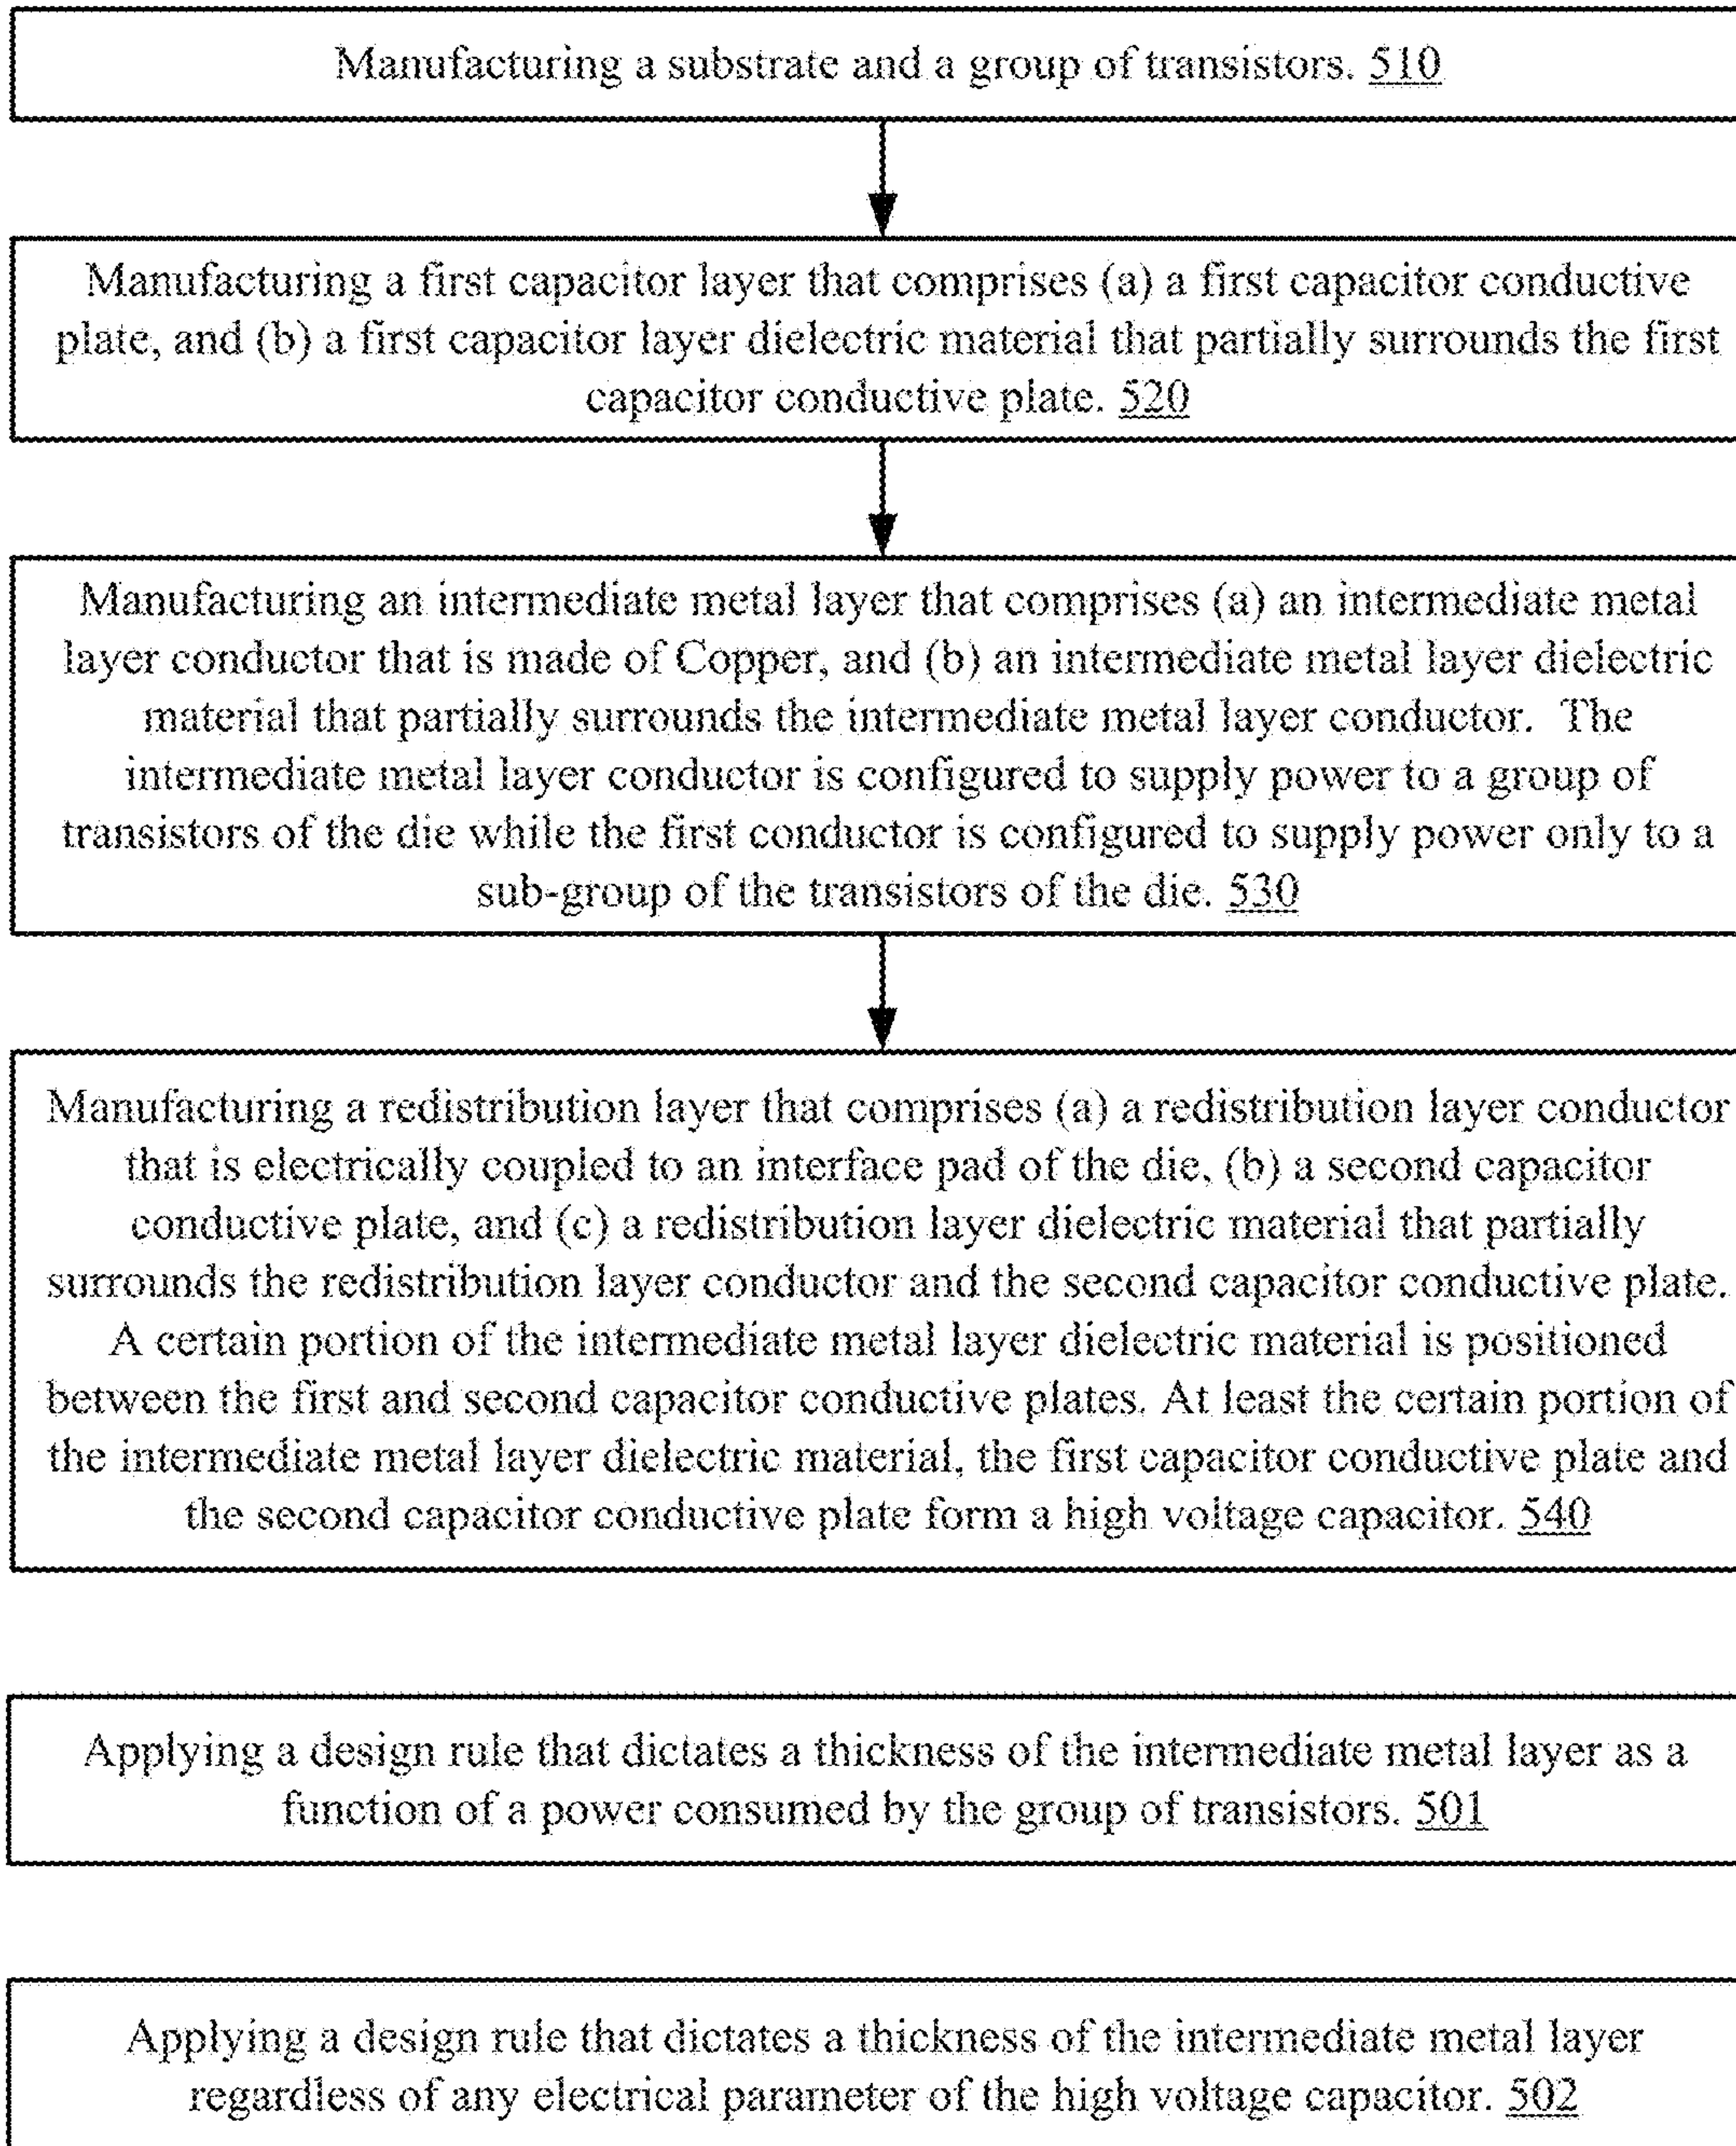 Manufacturing a substrate and a group of transistors. 510
Manufacturing a first capacitor layer that comprises (a) a first capacitor conductive
plate, and (b) a first capacitor layer dielectric material that partially surrounds the first
capacitor conductive plate. 520
Manufacturing an intermediate metal layer that comprises (a) an intermediate metal
layer conductor that is made of Copper, and (b) an intermediate metal layer dielectric
material that partially surrounds the intermediate metal layer conductor. The
intermediate metal layer conductor is configured to supply power to a group of
transistors of the die while the first conductor is configured to supply power only to a
sub-group of the transistors of the die. 530
Manufacturing a redistribution layer that comprises (a) a redistribution layer conductor
that is electrically coupled to an interface pad of the die, (b) a second capacitor
conductive plate, and (c) a redistribution layer dielectric material that partially
surrounds the redistribution layer conductor and the second capacitor conductive plate.
A certain portion of the intermediate metal layer dielectric material is positioned
between the first and second capacitor conductive plates. At least the certain portion of
the intermediate metal layer dielectric material, the first capacitor conductive plate and
the second capacitor conductive plate form a high voltage capacitor. 540
Applying a design rule that dictates a thickness of the intermediate metal layer as a
function of a power consumed by the group of transistors. 501
Applying a design rule that dictates a thickness of the intermediate metal layer
regardless of any electrical parameter of the high voltage capacitor. 502